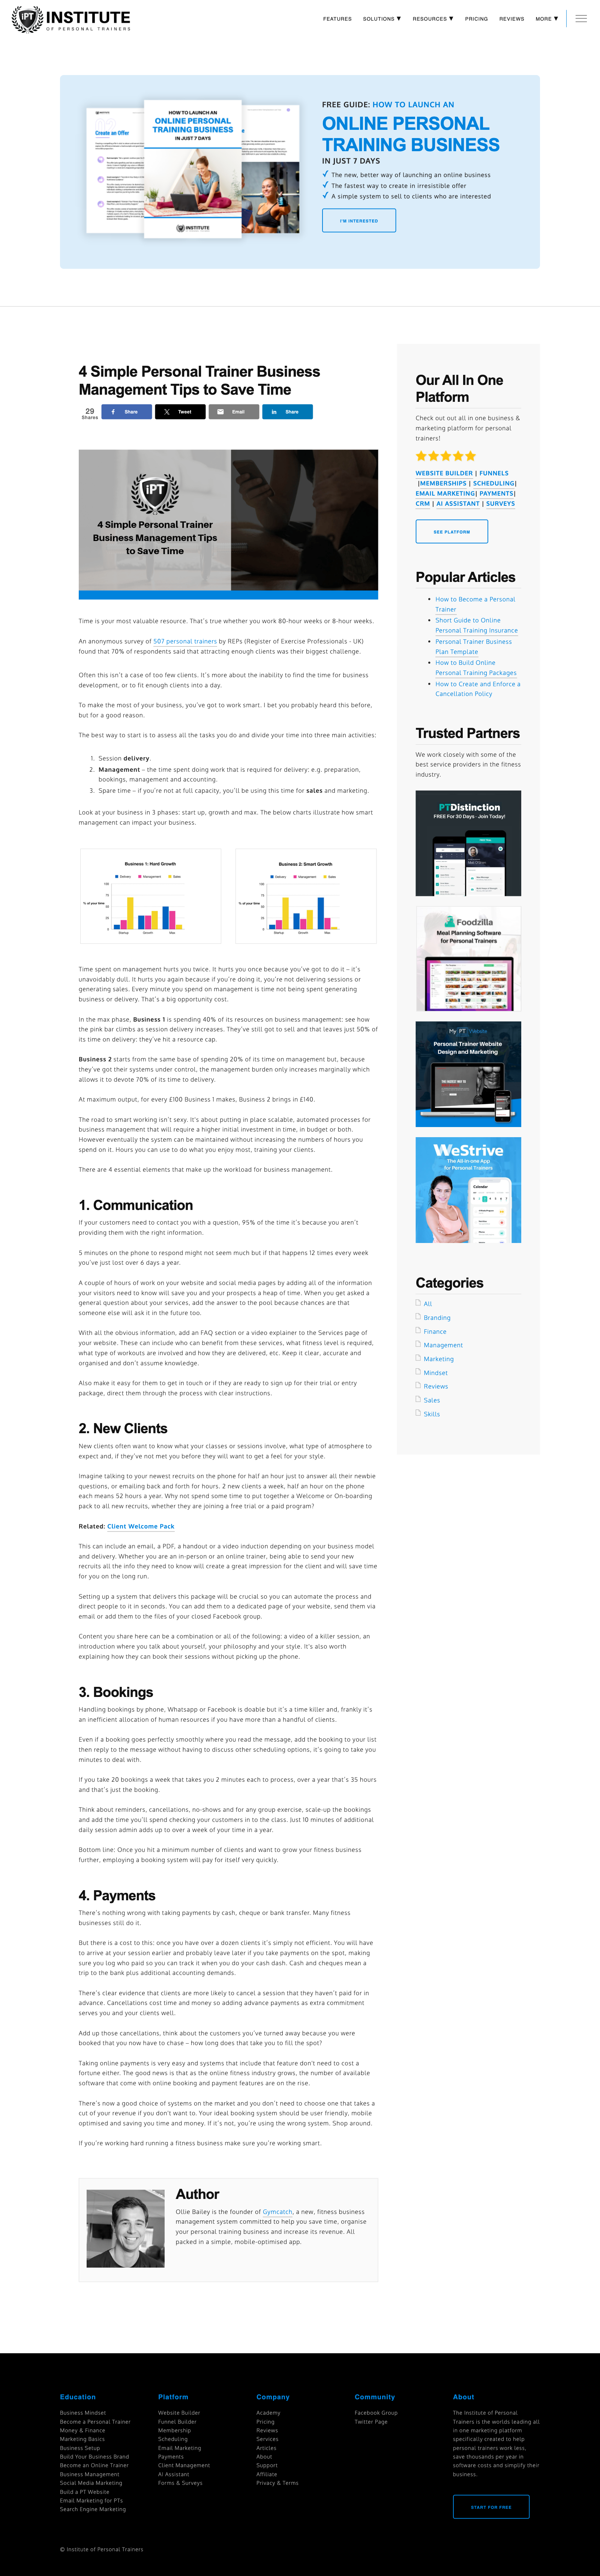 iPT INSTITUTE
OF PERSONAL TRAINERS
FEATURES SOLUTIONS ▼ RESOURCES ▼ PRICING REVIEWS MORE ▼
HOW TO LAUNCH AN
ONLINE PERSONAL
TRAINING BUSINESS
IN JUST 7 DAYS
Create an Offer
INSTITUTE
FREE GUIDE: HOW TO LAUNCH AN
ONLINE PERSONAL
TRAINING BUSINESS
IN JUST 7 DAYS
✓ The new, better way of launching an online business
✓ The fastest way to create in irresistible offer
✓ A simple system to sell to clients who are interested
I'M INTERESTED
4 Simple Personal Trainer Business
Management Tips to Save Time
29
Shares
Share
Tweet
Email
Share
iPT
4 Simple Personal Trainer
Business Management Tips
to Save Time
Time is your most valuable resource. That's true whether you work 80-hour weeks or 8-hour weeks.
An anonymous survey of 507 personal trainers by REPs (Register of Exercise Professionals - UK)
found that 70% of respondents said that attracting enough clients was their biggest challenge.
Often this isn't a case of too few clients. It's more about the inability to find the time for business
development, or to fit enough clients into a day.
To make the most of your business, you've got to work smart. I bet you probably heard this before,
but for a good reason.
The best way to start is to assess all the tasks you do and divide your time into three main activities:
1. Session delivery.
2. Management – the time spent doing work that is required for delivery: e.g. preparation,
bookings, management and accounting.
3. Spare time – if you're not at full capacity, you'll be using this time for sales and marketing.
Look at your business in 3 phases: start up, growth and max. The below charts illustrate how smart
management can impact your business.
Business 1: Hard Growth
Delivery Management Sales
% of your time
100
75
50
25
0
Startup Growth Max
Business 2: Smart Growth
Delivery Management Sales
% of your time
100
75
50
25
0
Startup Growth Max
Time spent on management hurts you twice. It hurts you once because you've got to do it – it's
unavoidably dull. It hurts you again because if you're doing it, you're not delivering sessions or
generating sales. Every minute you spend on management is time not being spent generating
business or delivery. That's a big opportunity cost.
In the max phase, Business 1 is spending 40% of its resources on business management: see how
the pink bar climbs as session delivery increases. They've still got to sell and that leaves just 50% of
its time on delivery; they've hit a resource cap.
Business 2 starts from the same base of spending 20% of its time on management but, because
they've got their systems under control, the management burden only increases marginally which
allows it to devote 70% of its time to delivery.
At maximum output, for every £100 Business 1 makes, Business 2 brings in £140.
The road to smart working isn't sexy. It's about putting in place scalable, automated processes for
business management that will require a higher initial investment in time, in budget or both.
However eventually the system can be maintained without increasing the numbers of hours you
spend on it. Hours you can use to do what you enjoy most, training your clients.
There are 4 essential elements that make up the workload for business management.
1. Communication
If your customers need to contact you with a question, 95% of the time it's because you aren't
providing them with the right information.
5 minutes on the phone to respond might not seem much but if that happens 12 times every week
you've just lost over 6 days a year.
A couple of hours of work on your website and social media pages by adding all of the information
your visitors need to know will save you and your prospects a heap of time. When you get asked a
general question about your services, add the answer to the pool because chances are that
someone else will ask it in the future too.
With all the obvious information, add an FAQ section or a video explainer to the Services page of
your website. These can include who can benefit from these services, what fitness level is required,
what type of workouts are involved and how they are delivered, etc. Keep it clear, accurate and
organised and don't assume knowledge.
Also make it easy for them to get in touch or if they are ready to sign up for their trial or entry
package, direct them through the process with clear instructions.
2. New Clients
New clients often want to know what your classes or sessions involve, what type of atmosphere to
expect and, if they've not met you before they will want to get a feel for your style.
Imagine talking to your newest recruits on the phone for half an hour just to answer all their newbie
questions, or emailing back and forth for hours. 2 new clients a week, half an hour on the phone
each means 52 hours a year. Why not spend some time to put together a Welcome or On-boarding
pack to all new recruits, whether they are joining a free trial or a paid program?
Related: Client Welcome Pack
This can include an email, a PDF, a handout or a video induction depending on your business model
and delivery. Whether you are an in-person or an online trainer, being able to send your new
recruits all the info they need to know will create a great impression for the client and will save time
for you on the long run.
Setting up a system that delivers this package will be crucial so you can automate the process and
direct people to it in seconds. You can add them to a dedicated page of your website, send them via
email or add them to the files of your closed Facebook group.
Content you share here can be a combination or all of the following: a video of a killer session, an
introduction where you talk about yourself, your philosophy and your style. It's also worth
explaining how they can book their sessions without picking up the phone.
3. Bookings
Handling bookings by phone, Whatsapp or Facebook is doable but it's a time killer and, frankly it's
an inefficient allocation of human resources if you have more than a handful of clients.
Even if a booking goes perfectly smoothly where you read the message, add the booking to your list
then reply to the message without having to discuss other scheduling options, it's going to take you
minutes to deal with.
If you take 20 bookings a week that takes you 2 minutes each to process, over a year that's 35 hours
and that's just the booking.
Think about reminders, cancellations, no-shows and for any group exercise, scale-up the bookings
and add the time you'll spend checking your customers in to the class. Just 10 minutes of additional
daily session admin adds up to over a week of your time in a year.
Bottom line: Once you hit a minimum number of clients and want to grow your fitness business
further, employing a booking system will pay for itself very quickly.
4. Payments
There's nothing wrong with taking payments by cash, cheque or bank transfer. Many fitness
businesses still do it.
But there is a cost to this: once you have over a dozen clients it's simply not efficient. You will have
to arrive at your session earlier and probably leave later if you take payments on the spot, making
sure you log who paid so you can track it when you do your cash dash. Cash and cheques mean a
trip to the bank plus additional accounting demands.
There's clear evidence that clients are more likely to cancel a session that they haven't paid for in
advance. Cancellations cost time and money so adding advance payments as extra commitment
serves you and your clients well.
Add up those cancellations, think about the customers you've turned away because you were
booked that you now have to chase – how long does that take you to fill the spot?
Taking online payments is very easy and systems that include that feature don't need to cost a
fortune either. The good news is that as the online fitness industry grows, the number of available
software that come with online booking and payment features are on the rise.
There's now a good choice of systems on the market and you don't need to choose one that takes a
cut of your revenue if you don't want to. Your ideal booking system should be user friendly, mobile
optimised and saving you time and money. If it's not, you're using the wrong system. Shop around.
If you're working hard running a fitness business make sure you're working smart.
Author
Ollie Bailey is the founder of Gymcatch, a new, fitness business
management system committed to help you save time, organise
your personal training business and increase its revenue. All
packed in a simple, mobile-optimised app.
Our All In One
Platform
Check out out all in one business &
marketing platform for personal
trainers!
WEBSITE BUILDER | FUNNELS
|MEMBERSHIPS | SCHEDULING|
EMAIL MARKETING| PAYMENTS|
CRM | AI ASSISTANT | SURVEYS
SEE PLATFORM
Popular Articles
How to Become a Personal
Trainer
Short Guide to Online
Personal Training Insurance
Personal Trainer Business
Plan Template
How to Build Online
Personal Training Packages
How to Create and Enforce a
Cancellation Policy
Trusted Partners
We work closely with some of the
best service providers in the fitness
industry.
PTDistinction
FREE For 30 Days - Join Today!
Foodzilla
Meal Planning Software
for Personal Trainers
My PT Website
Personal Trainer Website
Design and Marketing
WeStrive
The All-in-One App
for Personal Trainers
Calendar
Categories
All
Branding
Finance
Management
Marketing
Mindset
Reviews
Sales
Skills
Education
Business Mindset
Become a Personal Trainer
Money & Finance
Marketing Basics
Business Setup
Build Your Business Brand
Become an Online Trainer
Business Management
Social Media Marketing
Build a PT Website
Email Marketing for PTs
Search Engine Marketing
Platform
Website Builder
Funnel Builder
Membership
Scheduling
Email Marketing
Payments
Client Management
AI Assistant
Forms & Surveys
Company
Academy
Pricing
Reviews
Services
Articles
About
Support
Affiliate
Privacy & Terms
Community
Facebook Group
Twitter Page
About
The Institute of Personal
Trainers is the worlds leading all
in one marketing platform
specifically created to help
personal trainers work less,
save thousands per year in
software costs and simplify their
business.
START FOR FREE
© Institute of Personal Trainers